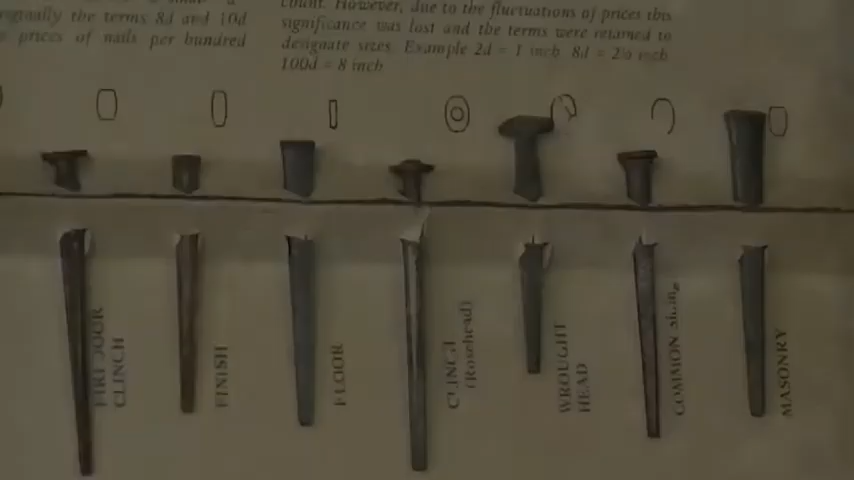 originally the terms 8d and 10d
prices of nails per hundred
count. However, due to the fluctuations of prices this
significance was lost and the terms were retained to
designate sizes. Example 2d = 1 inch 8d = 2½ inch
100d = 8 inch
FIRE DOOR
CLINCH
FINISH
FLOOR
CLINCH
(Rosehead)
WROUGHT
HEAD
COMMON
MASONRY